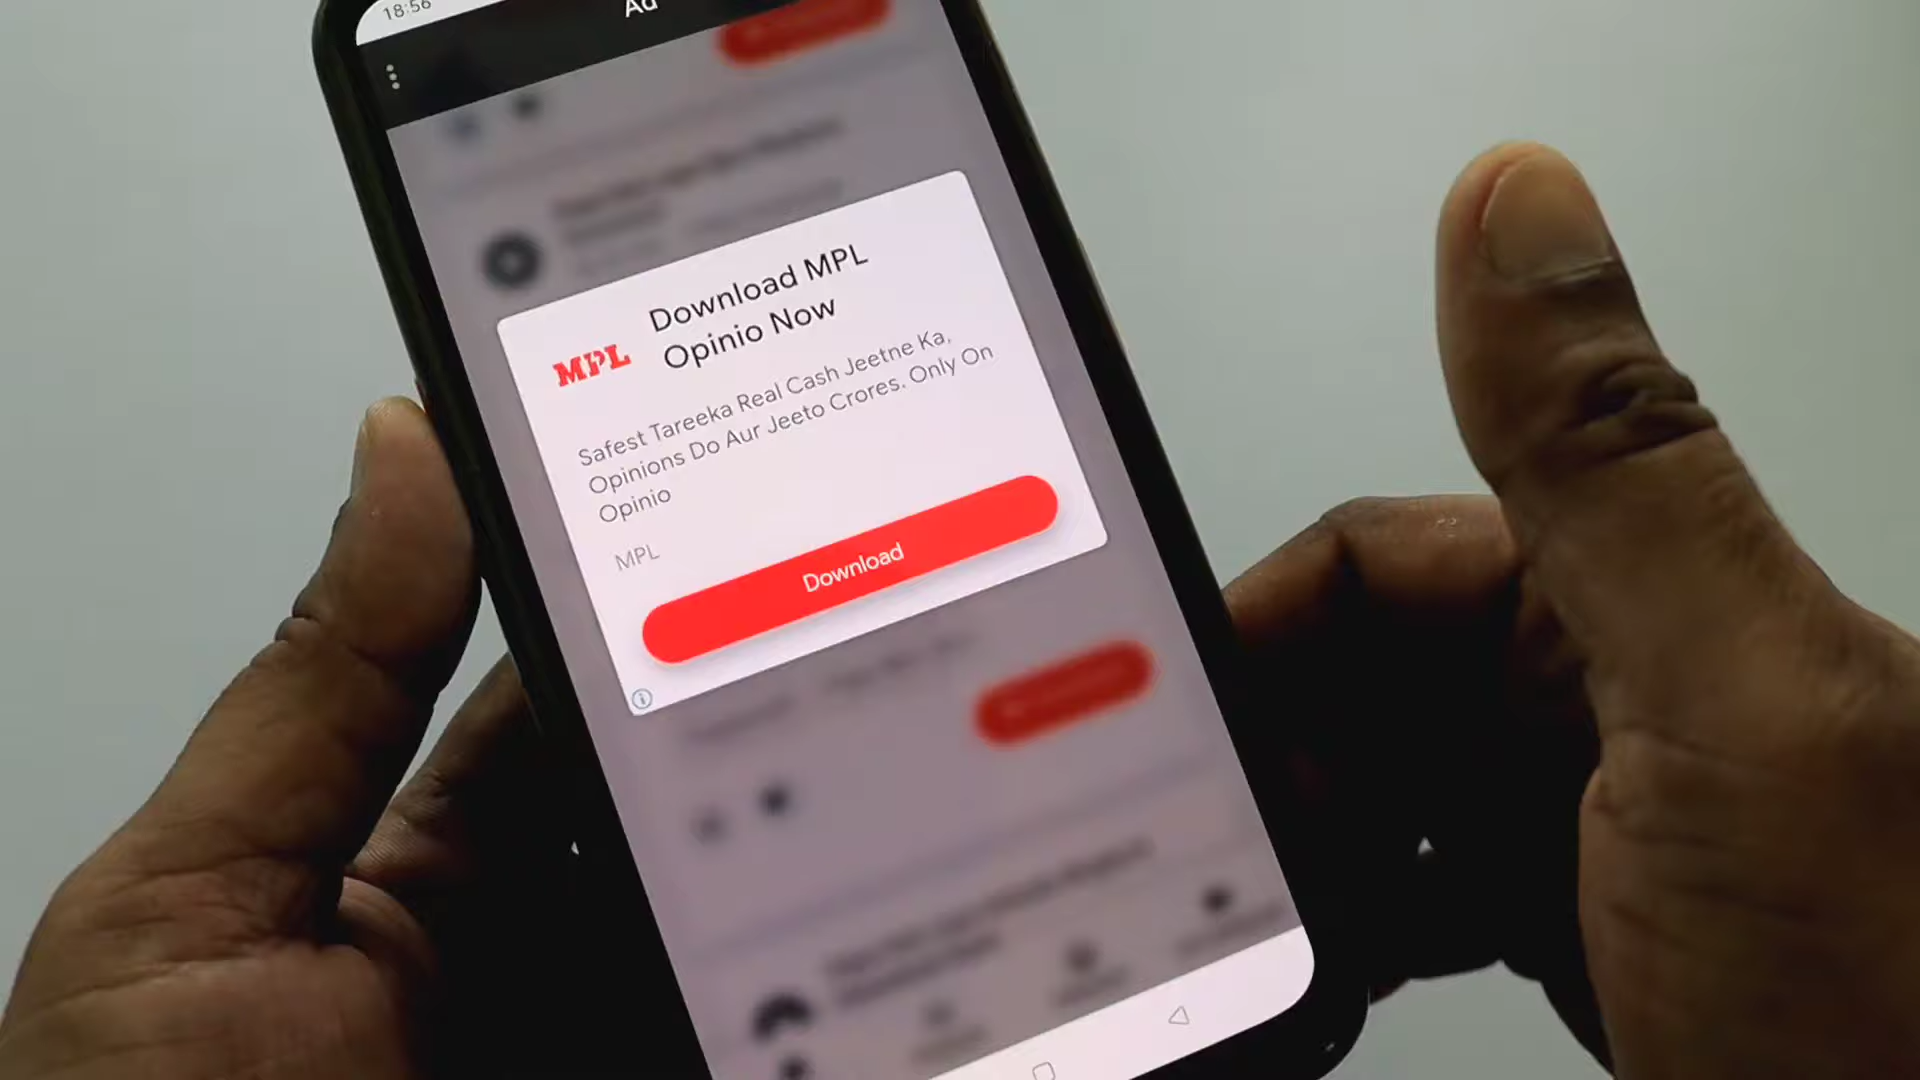 18:56
Ad
Download MPL
Opinio Now
MPL
Safest Tareeka Real Cash Jeetne Ka,
Opinions Do Aur Jeeto Crores. Only On
Opinio
MPL
Download